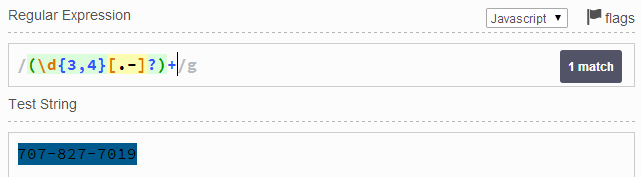 Regular Expression
Javascript
flags
/(\d{3,4}[.-]?)+/g
1 match
Test String
707-827-7019